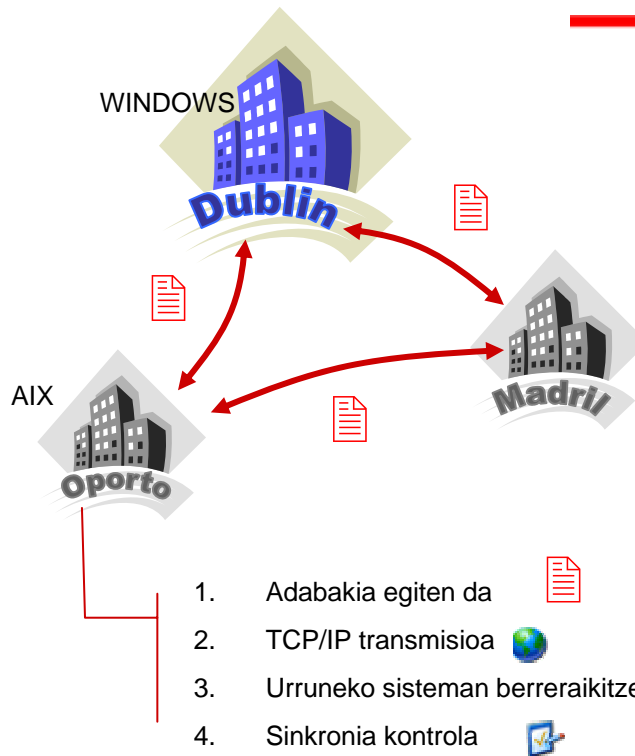 WINDOWS
Dublin
Madril
AIX
Oporto
1. Adabakia egiten da
2. TCP/IP transmisioa
3. Urruneko sisteman
4. Sinkronia kontrola